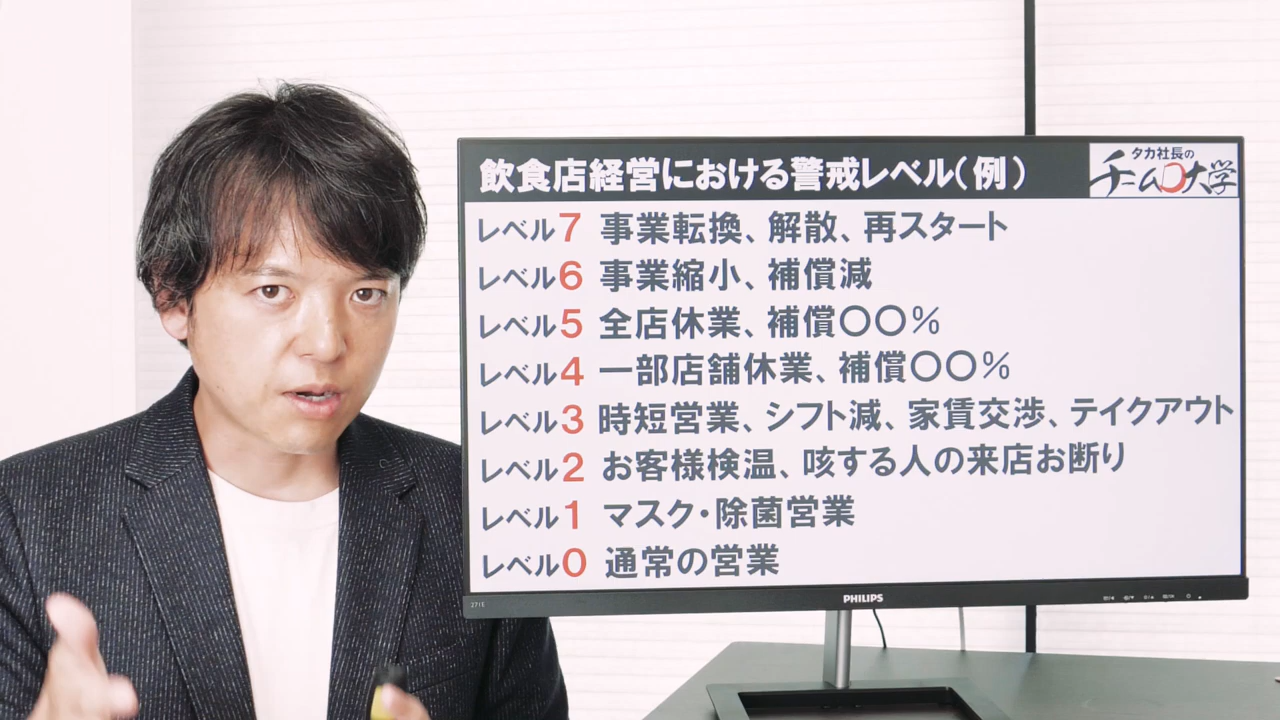 飲食店経営における警戒レベル（例）
タカ社長の
チームD大学
レベル7 事業転換、解散、再スタート
レベル6 事業縮小、補償減
レベル5 全店休業、補償〇〇%
レベル4 一部店舗休業、補償〇〇%
レベル3 時短営業、シフト減、家賃交渉、テイクアウト
レベル2 お客様検温、咳する人の来店お断り
レベル1 マスク・除菌営業
レベル0 通常の営業
271E
PHILIPS